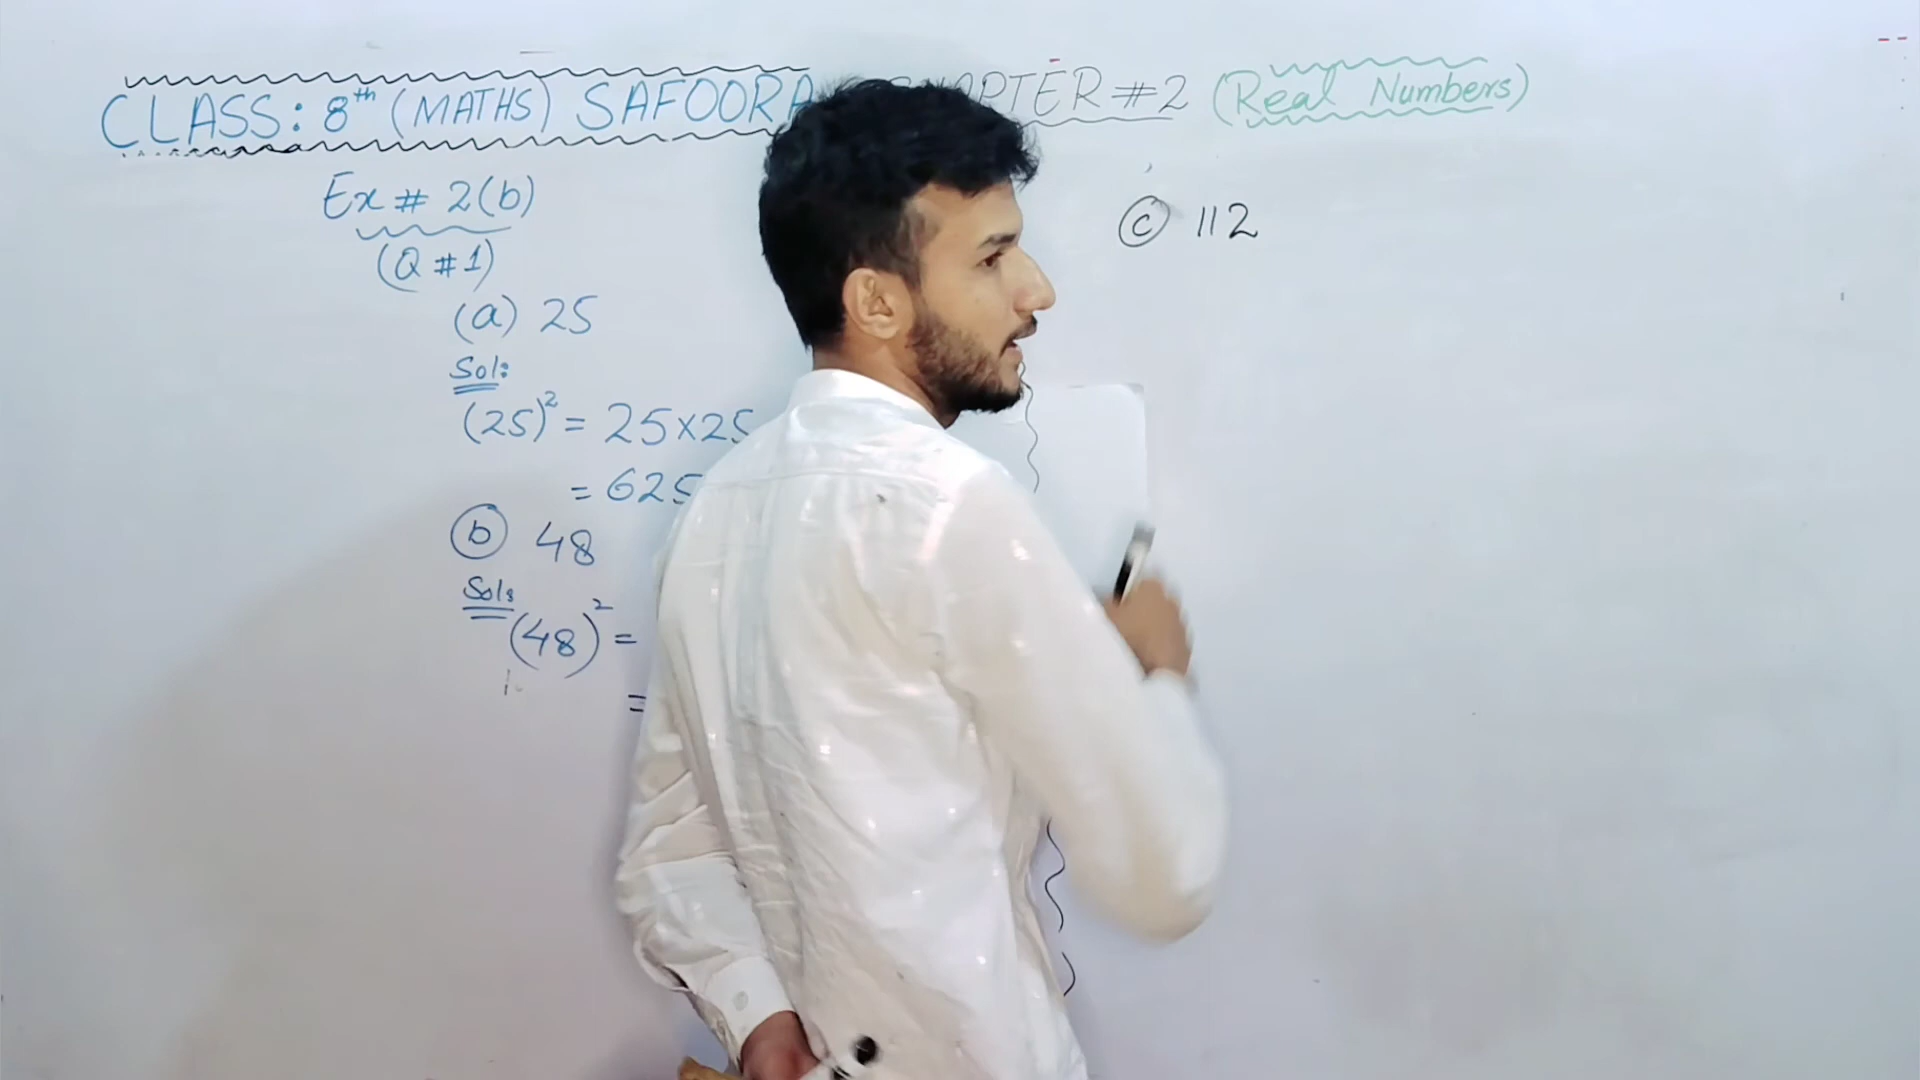 CLASS: 8th (MATHS) SAFOORA CHAPTER #2 (Real Numbers)
Ex # 2(b)
(Q #1)
(a) 25
Sol:
(25)² = 25×25
= 625
(b) 48
Sol:
(48)² =
=
(c) 112